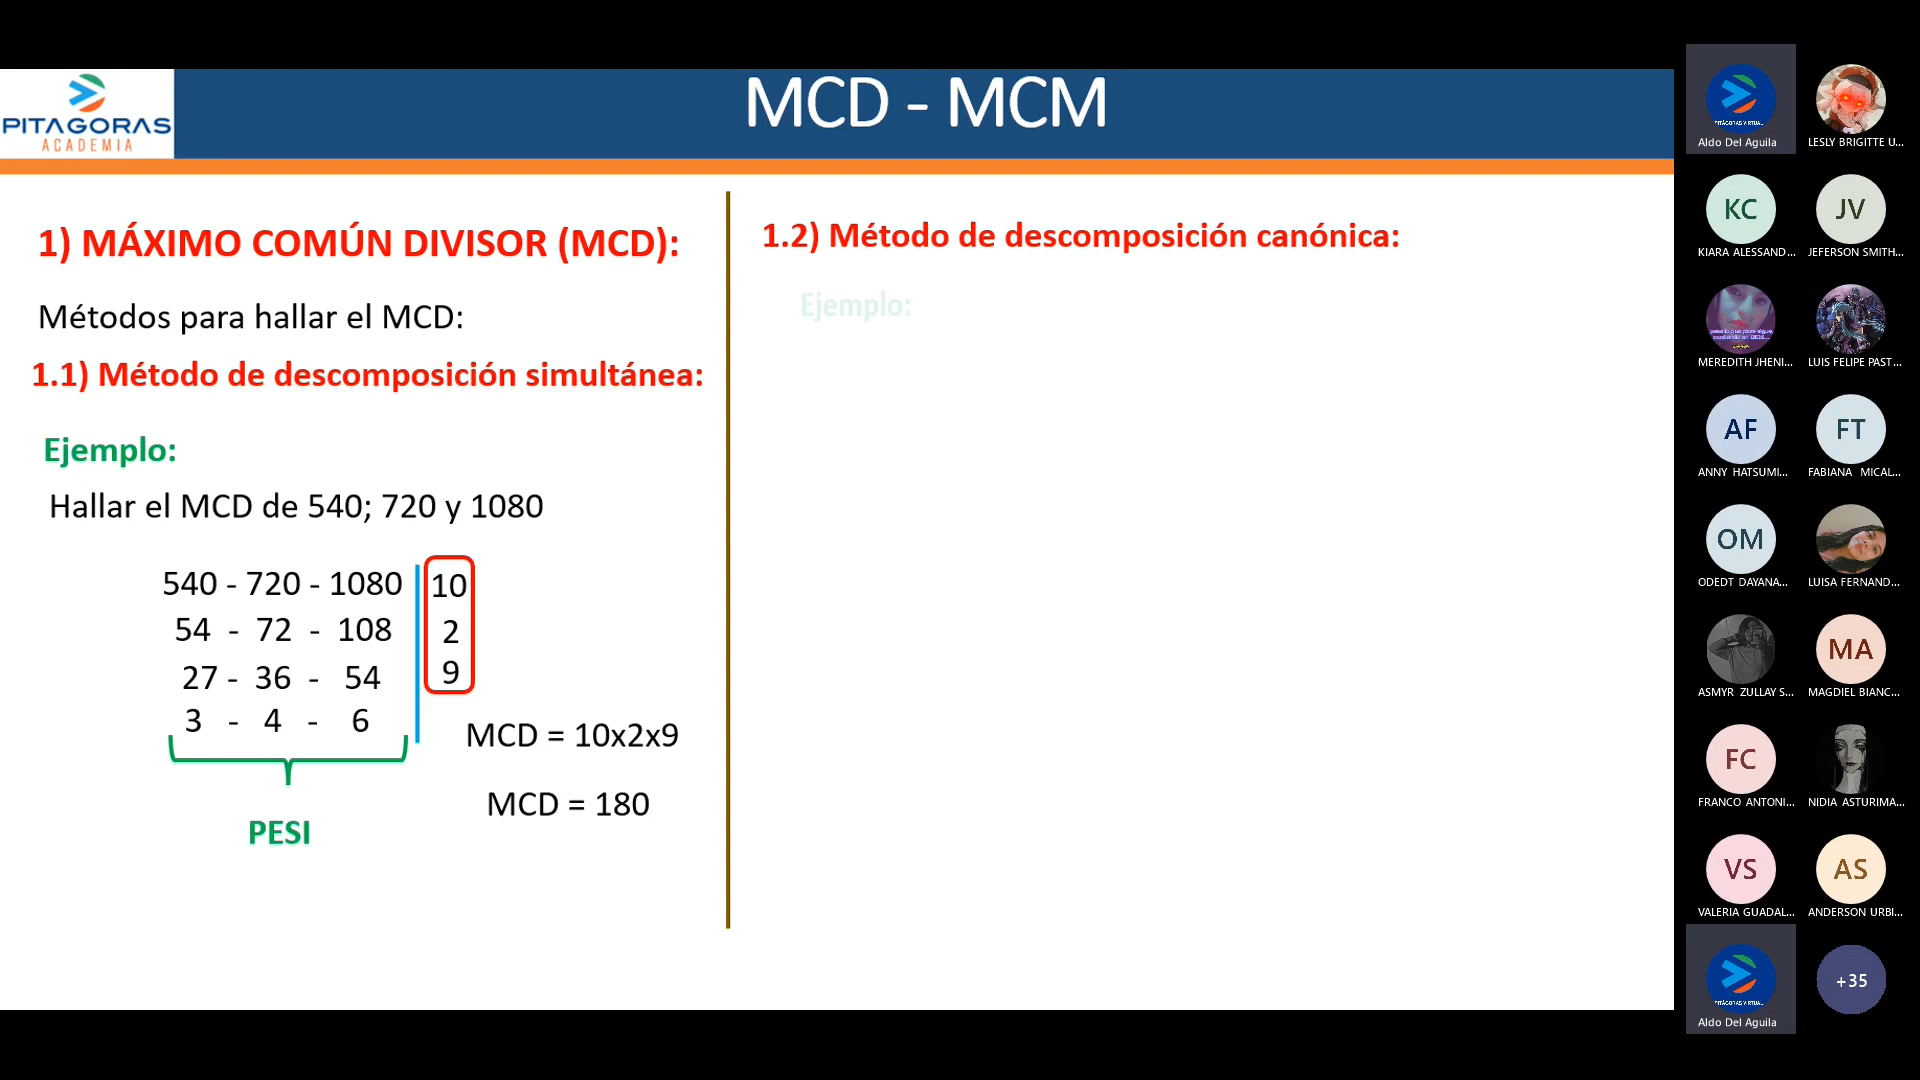 PITAGORAS
ACADEMIA
MCD - MCM
1) MÁXIMO COMÚN DIVISOR (MCD):
Métodos para hallar el MCD:
1.1) Método de descomposición simultánea:
Ejemplo:
Hallar el MCD de 540; 720 y 1080
540 - 720 - 1080 10
54 - 72 - 108 2
27 - 36 - 54 9
3 - 4 - 6
MCD = 10x2x9
MCD = 180
PESI
1.2) Método de descomposición canónica:
Ejemplo:
PITÁGORAS VIRTUAL
Aldo Del Aguila
LESLY BRIGITTE U...
KC
KIARA ALESSAND...
JV
JEFERSON SMITH...
MEREDITH JHENI...
LUIS FELIPE PAST...
AF
ANNY HATSUMI...
FT
FABIANA MICAL...
OM
ODEDT DAYANA...
LUISA FERNAND...
ASMYR ZULLAY S...
MA
MAGDIEL BIANC...
FC
FRANCO ANTONI...
NIDIA ASTURIMA...
VS
VALERIA GUADAL...
AS
ANDERSON URBI...
PITÁGORAS VIRTUAL
Aldo Del Aguila
+35